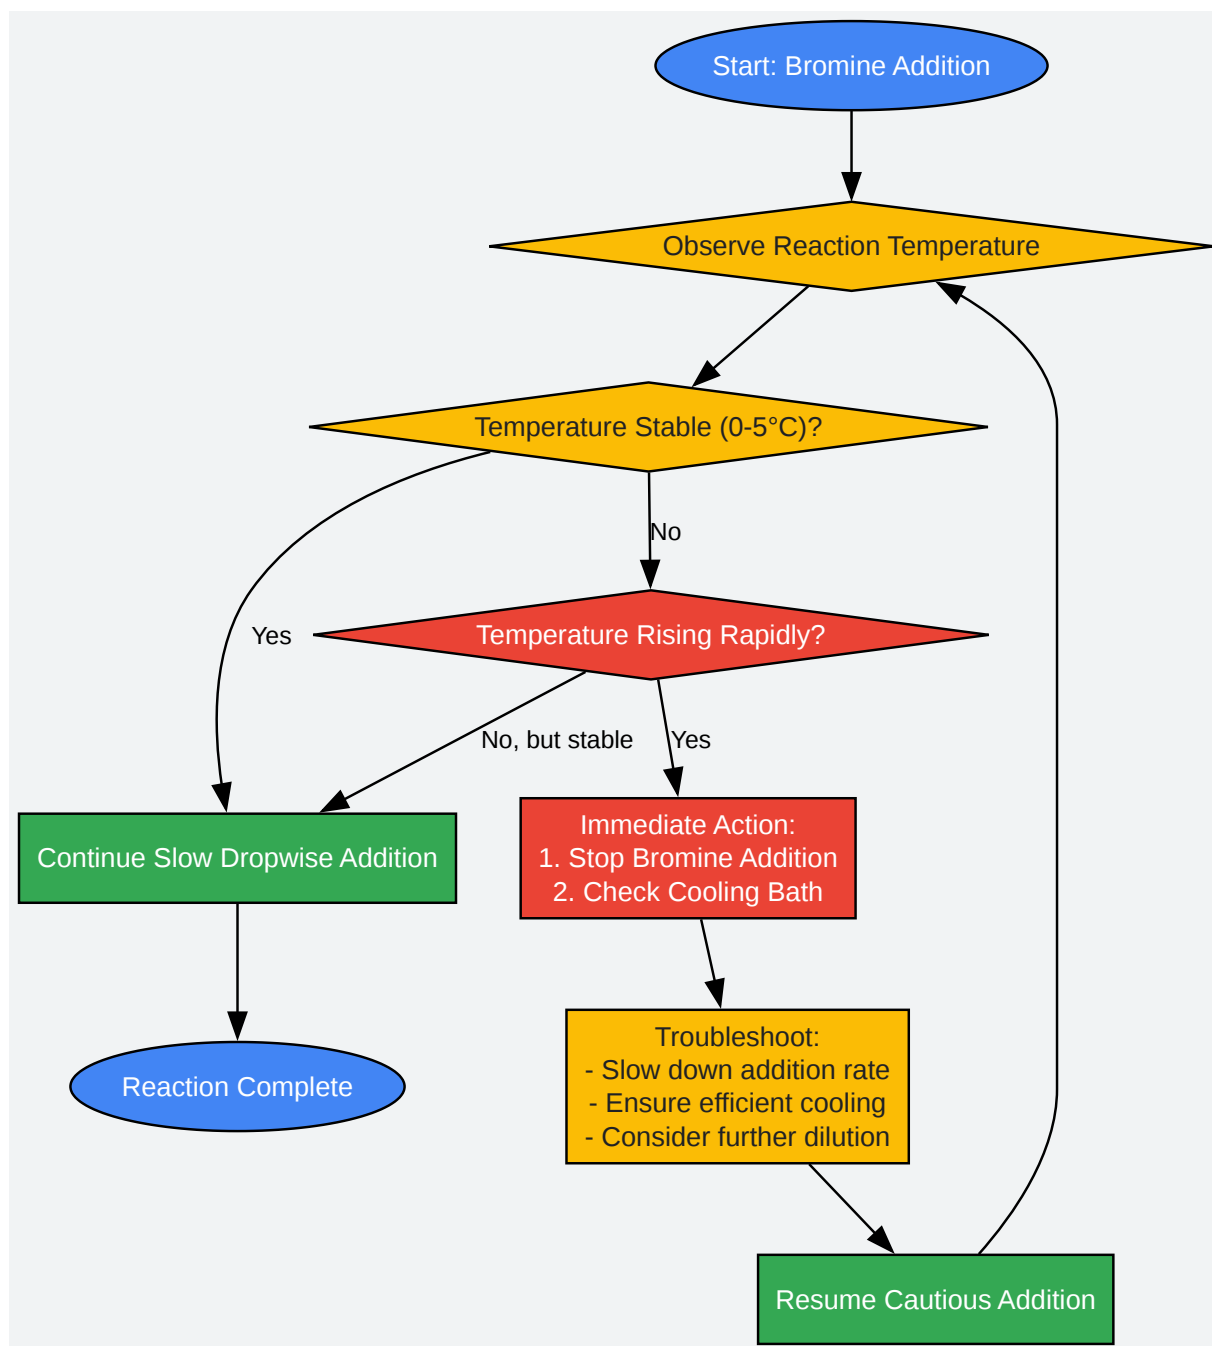 Start: Bromine Addition
Observe Reaction Temperature
Temperature Stable (0-5°C)?
No
Yes
Temperature Rising Rapidly?
No, but stable
Yes
Continue Slow Dropwise Addition
Immediate Action:
1. Stop Bromine Addition
2. Check Cooling Bath
Troubleshoot:
- Slow down addition rate
- Ensure efficient cooling
- Consider further dilution
Reaction Complete
Resume Cautious Addition